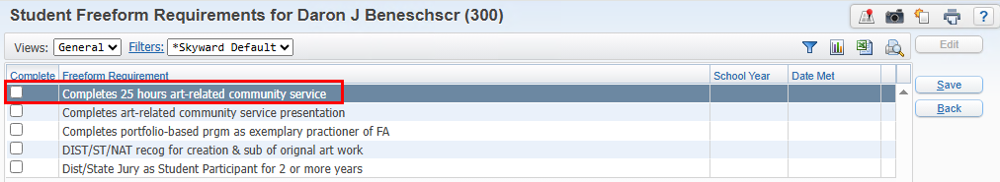 Student Freeform Requirements for Daron J Beneschscr (300)
Views: General Filters: *Skyward Default
Edit
Complete Freeform Requirement School Year Date Met
Completes 25 hours art-related community service
Save
Completes art-related community service presentation
Back
Completes portfolio-based prgm as exemplary practioner of FA
DIST/ST/NAT recog for creation & sub of orignal art work
Dist/State Jury as Student Participant for 2 or more years